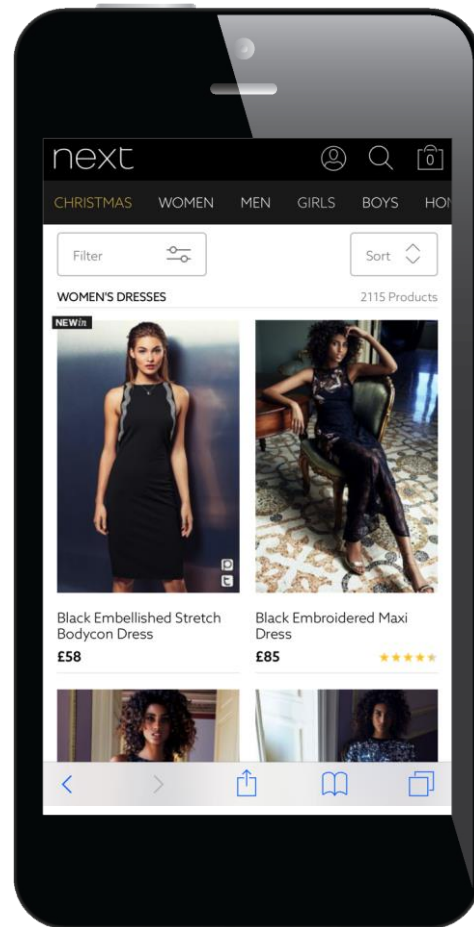 next
0
CHRISTMAS WOMEN MEN GIRLS BOYS HO
Filter
Sort
WOMEN'S DRESSES
2115 Products
NEWin
Black Embellished Stretch
Bodycon Dress
£58
Black Embroidered Maxi
Dress
£85